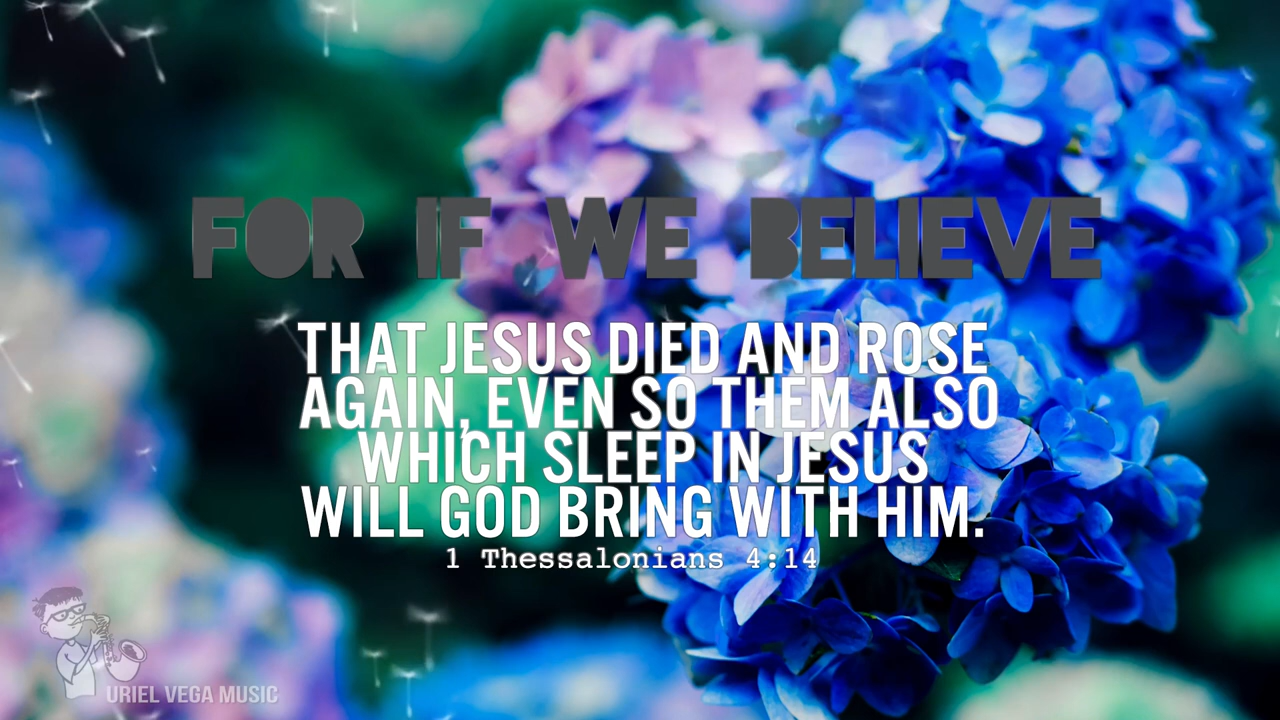 FOR IF WE BELIEVE
THAT JESUS DIED AND ROSE
AGAIN, EVEN SO THEM ALSO
WHICH SLEEP IN JESUS
WILL GOD BRING WITH HIM.
1 Thessalonians 4:14
URIEL VEGA MUSIC